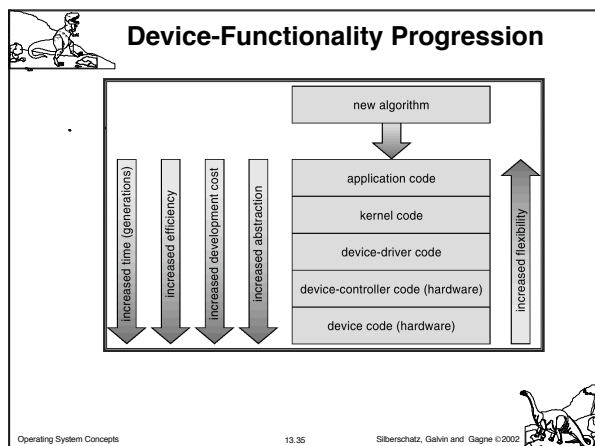 Device-Functionality Progression
new algorithm
increased time (generations)
increased efficiency
increased development cost
increased abstraction
application code
kernel code
device-driver code
device-controller code (hardware)
device code (hardware)
increased flexibility
Operating System Concepts
13.35
Silberschatz, Galvin and Gagne ©2002